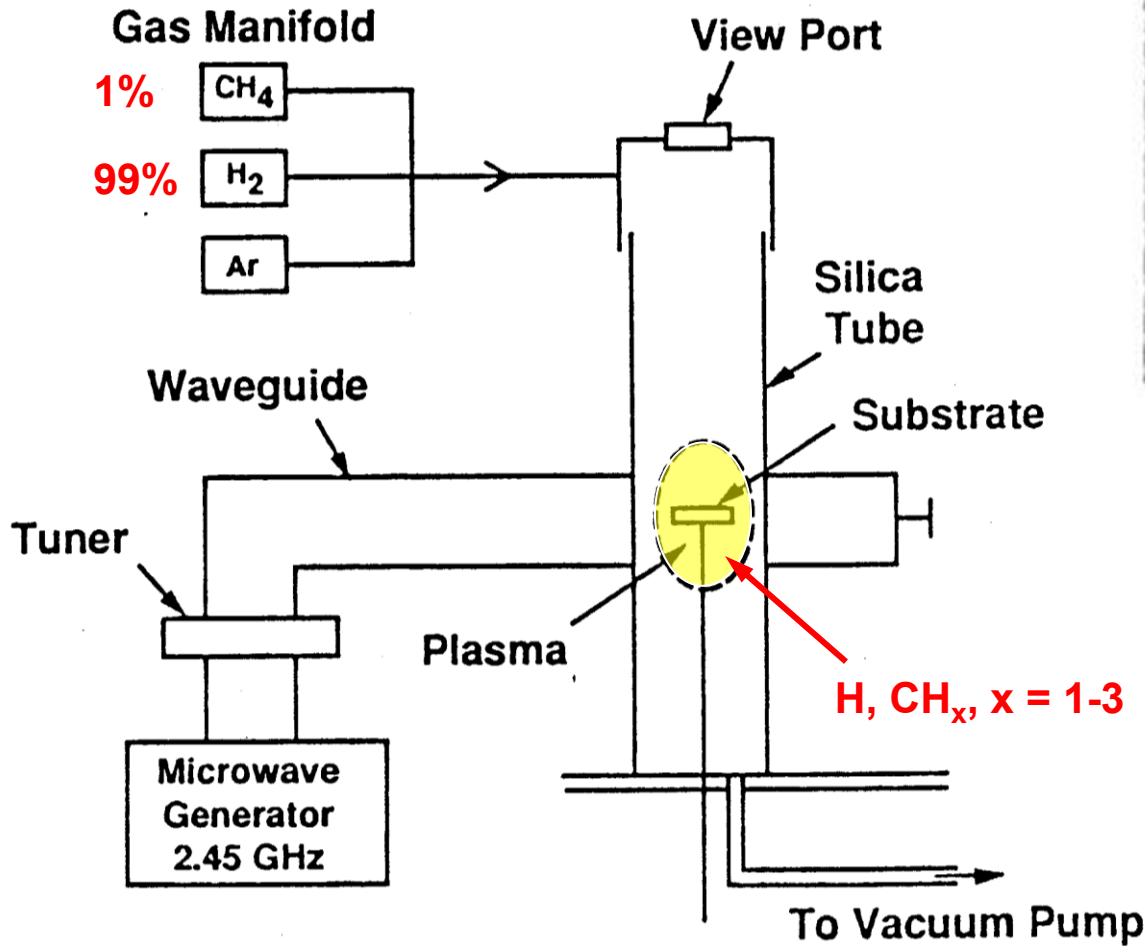 Gas Manifold
View Port
1%
CH₄
99%
H₂
Ar
Silica
Tube
Waveguide
Substrate
Tuner
Plasma
H, CHₓ, x = 1-3
Microwave
Generator
2.45 GHz
To Vacuum Pump